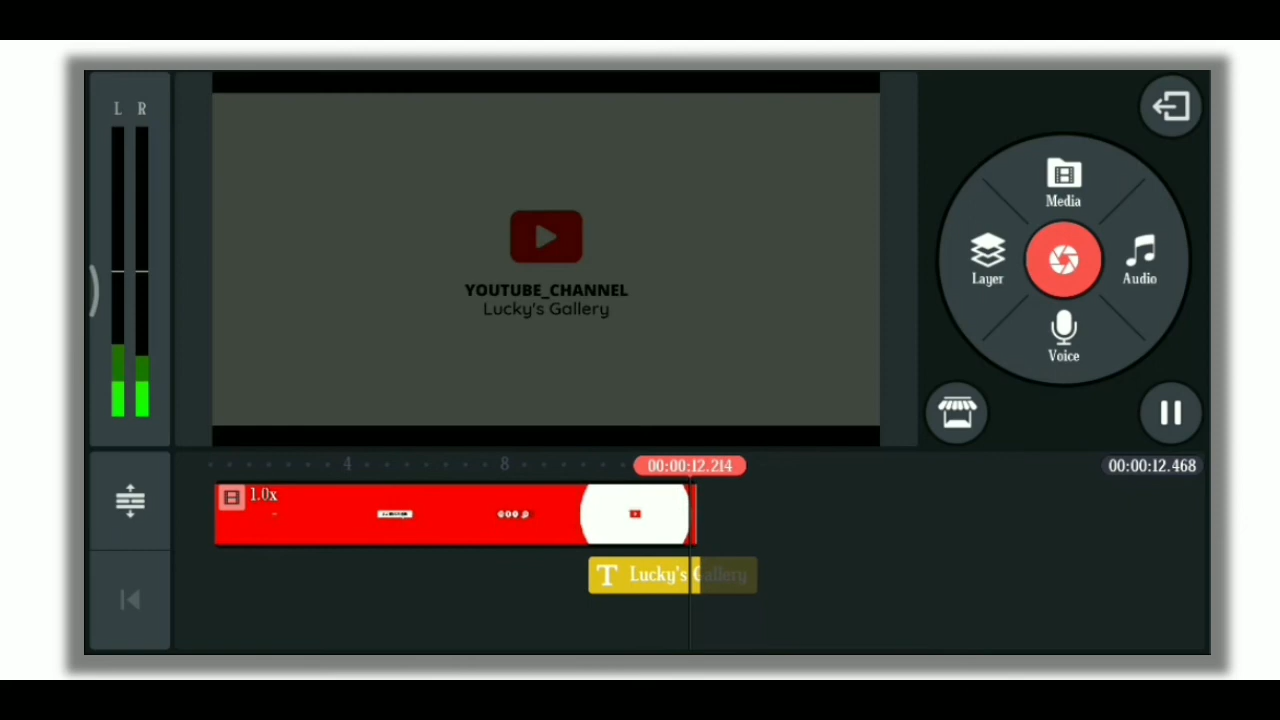 L R
Media
Layer
Audio
Voice
YOUTUBE_CHANNEL
Lucky's Gallery
4
8
00:00:12.214
00:00:12.468
1.0x
T Lucky's Gallery